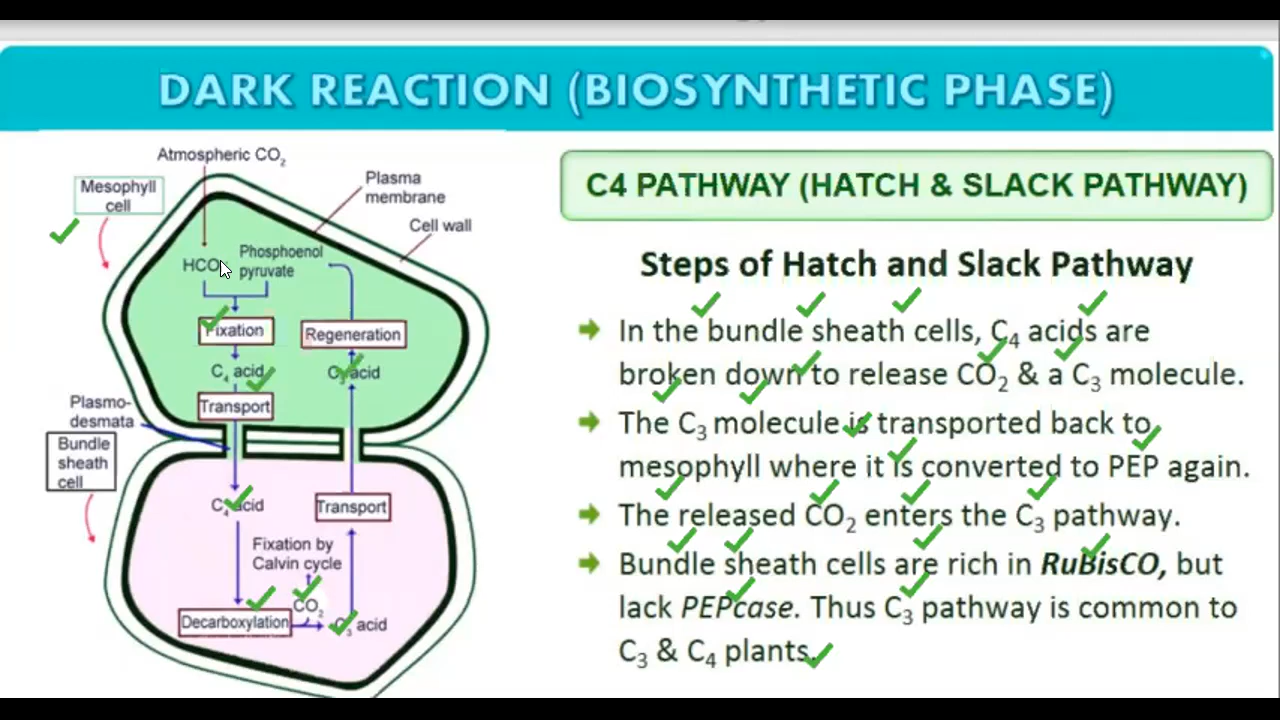 DARK REACTION (BIOSYNTHETIC PHASE)
Atmospheric CO₂
Mesophyll
cell
Plasma
membrane
Cell wall
HCO
Phosphoenol
pyruvate
Fixation
Regeneration
C₄ acid
C₃ acid
Transport
Plasmo-
desmata
Bundle
sheath
cell
C₄ acid
Transport
Fixation by
Calvin cycle
CO₂
Decarboxylation
C₃ acid
C4 PATHWAY (HATCH & SLACK PATHWAY)
Steps of Hatch and Slack Pathway
In the bundle sheath cells, C₄ acids are
broken down to release CO₂ & a C₃ molecule.
The C₃ molecule is transported back to
mesophyll where it is converted to PEP again.
The released CO₂ enters the C₃ pathway.
Bundle sheath cells are rich in RuBisCO, but
lack PEPcase. Thus C₃ pathway is common to
C₃ & C₄ plants.